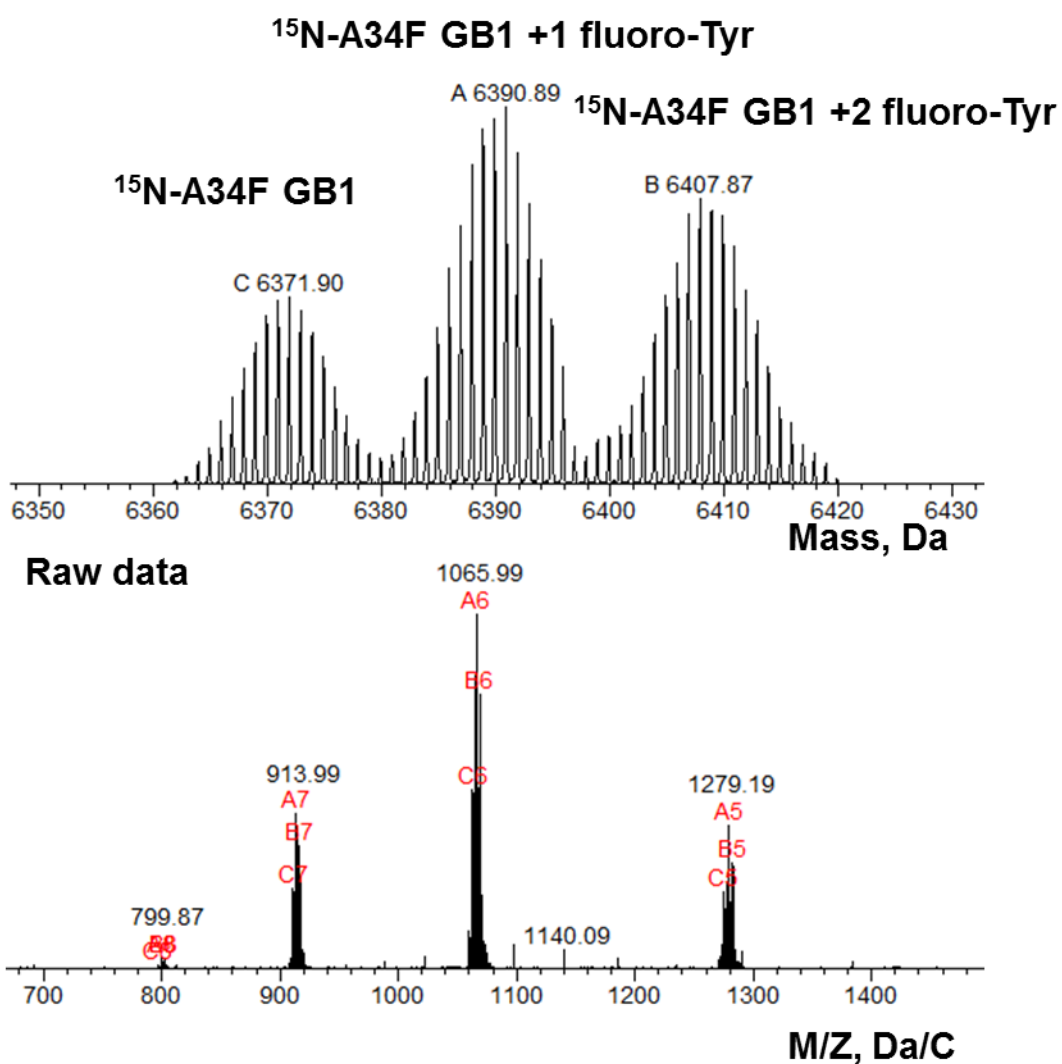 ¹⁵N-A34F GB1 +1 fluoro-Tyr
A 6390.89
¹⁵N-A34F GB1 +2 fluoro-Tyr
¹⁵N-A34F GB1
B 6407.87
C 6371.90
6350 6360 6370 6380 6390 6400 6410 6420 6430
Mass, Da
Raw data
1065.99
A6
B6
C6
913.99
A7
B7
C7
1279.19
A5
B5
C5
799.87
1140.09
700 800 900 1000 1100 1200 1300 1400
M/Z, Da/C